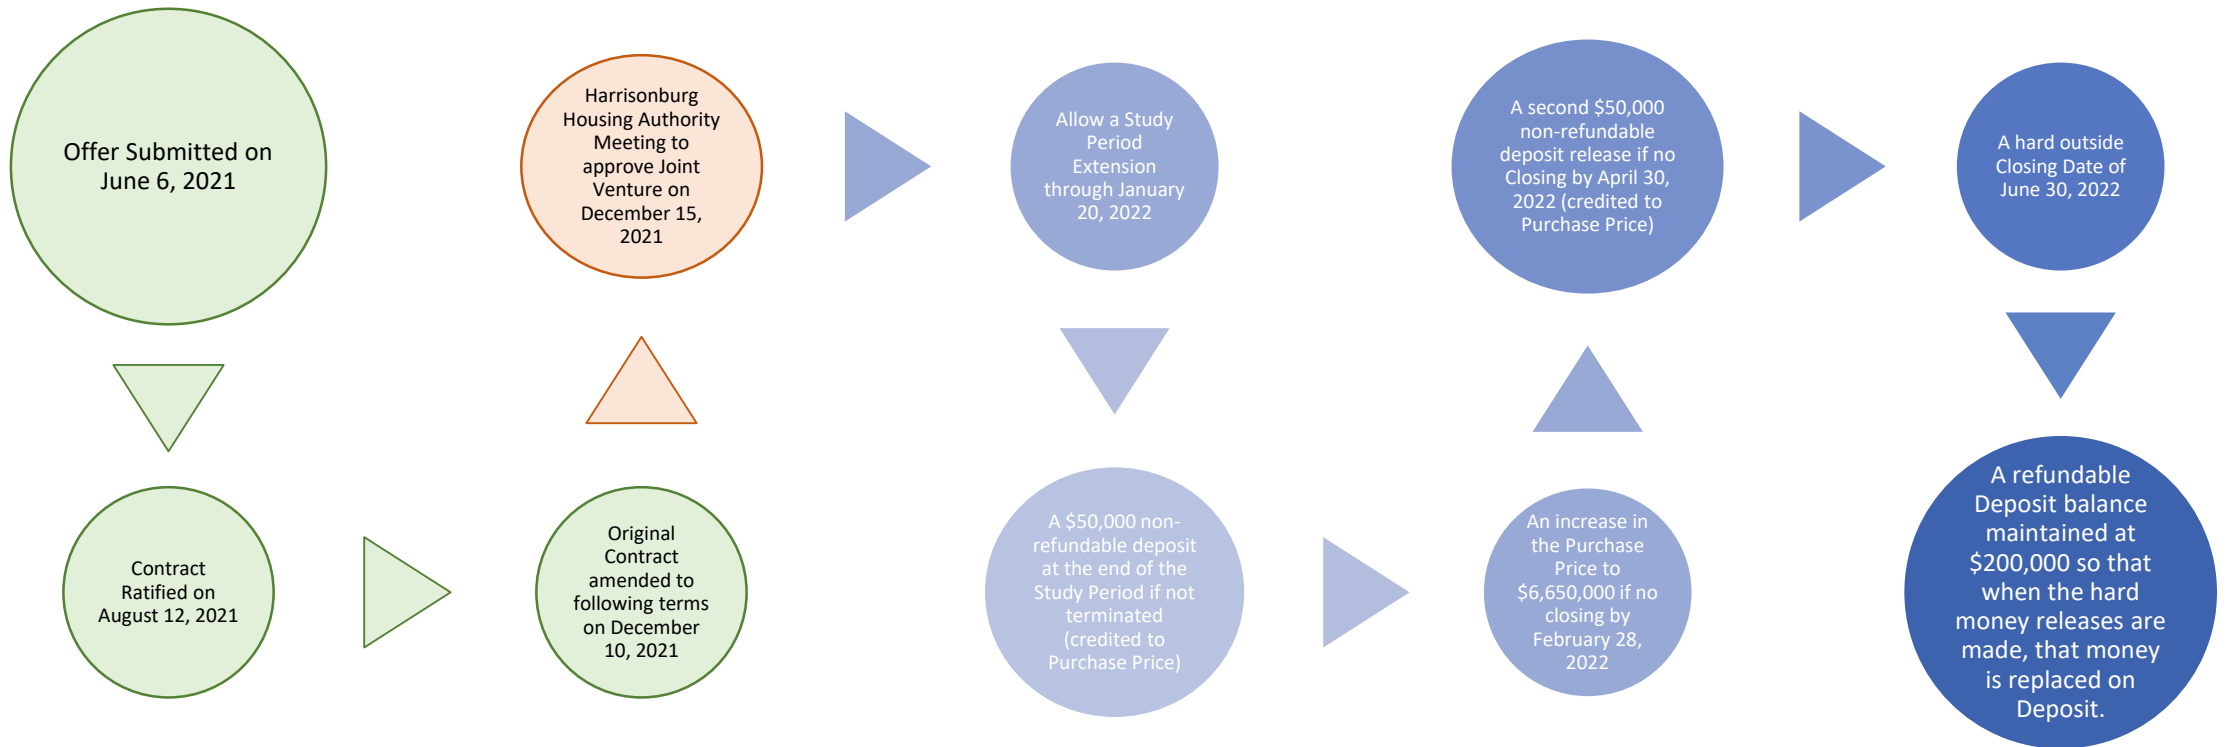 Offer Submitted on
June 6, 2021
Contract
Ratified on
August 12, 2021
Original
Contract
amended to
following terms
on December
10, 2021
Harrisonburg
Housing Authority
Meeting to
approve Joint
Venture on
December 15,
2021
Allow a Study
Period
Extension
through January
20, 2022
A $50,000 non-
refundable deposit
at the end of the
Study Period if not
terminated
(credited to
Purchase Price)
An increase in
the Purchase
Price to
$6,650,000 if no
closing by
February 28,
2022
A second $50,000
non-refundable
deposit release if no
Closing by April 30,
2022 (credited to
Purchase Price)
A hard outside
Closing Date of
June 30, 2022
A refundable
Deposit balance
maintained at
$200,000 so that
when the hard
money releases are
made, that money
is replaced on
Deposit.